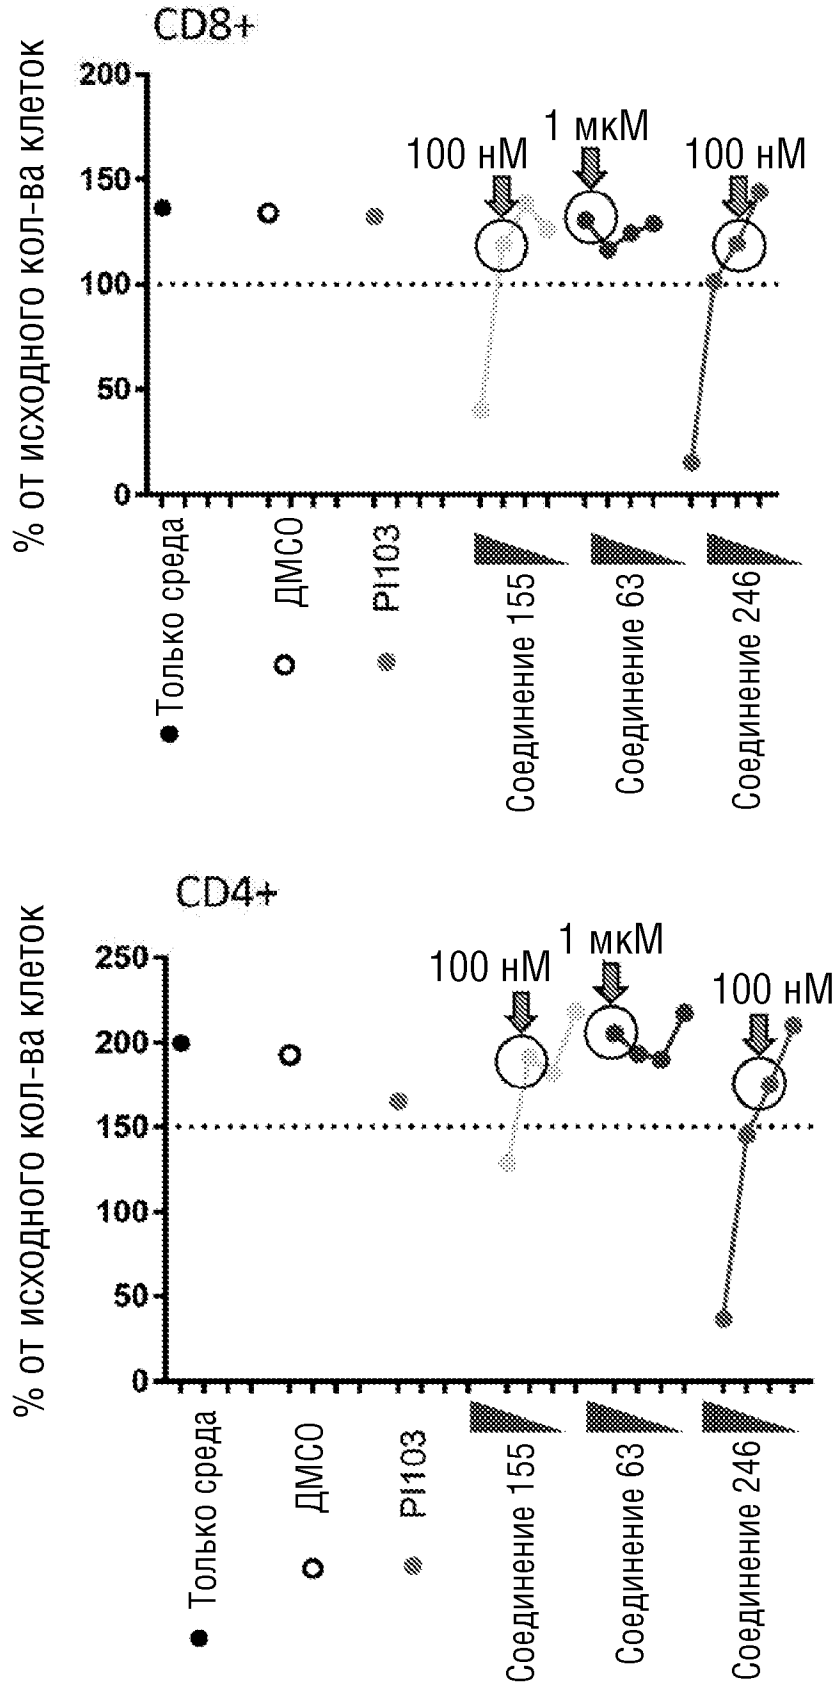 CD8+
% от исходного кол-ва клеток
200
150
100
50
0
100 нМ
1 мкМ
100 нМ
Только среда
ДМСО
PI103
Соединение 155
Соединение 63
Соединение 246
CD4+
% от исходного кол-ва клеток
250
200
150
100
50
0
100 нМ
1 мкМ
100 нМ
Только среда
ДМСО
PI103
Соединение 155
Соединение 63
Соединение 246